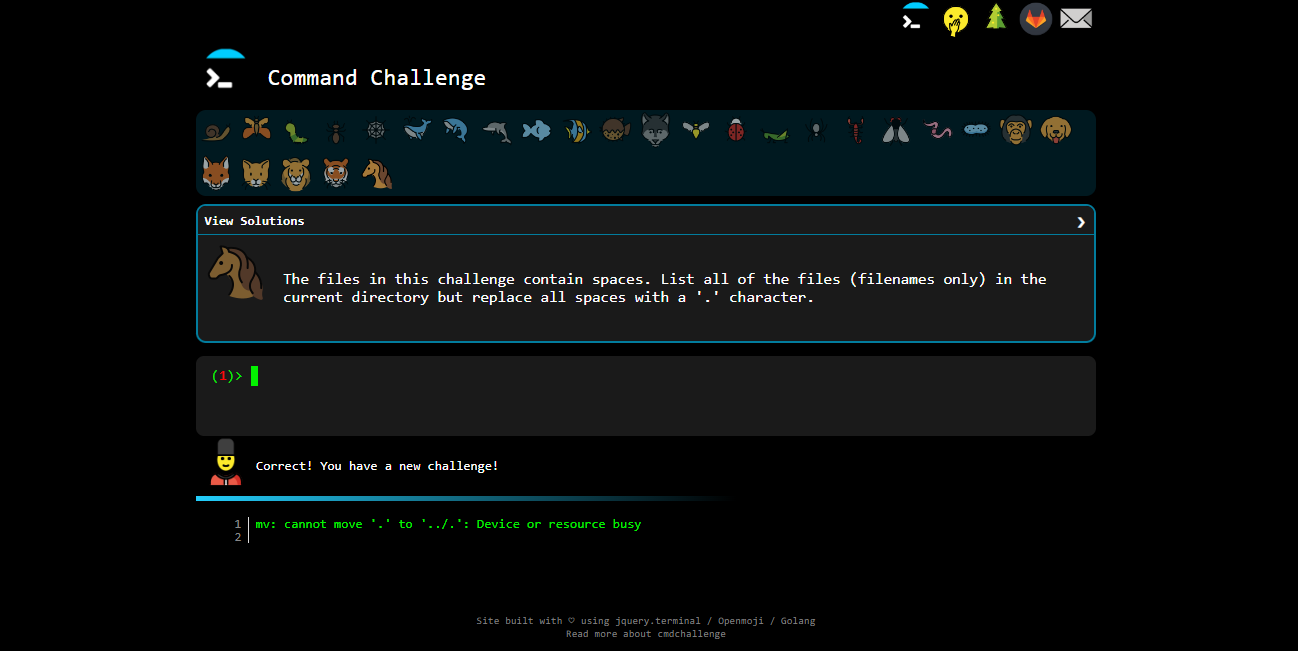 Command Challenge
View Solutions
The files in this challenge contain spaces. List all of the files (filenames only) in the
current directory but replace all spaces with a '.' character.
(1)>
Correct! You have a new challenge!
1 mv: cannot move '.' to '../.': Device or resource busy
2
Site built with ♡ using jquery.terminal / Openmoji / Golang
Read more about cmdchallenge